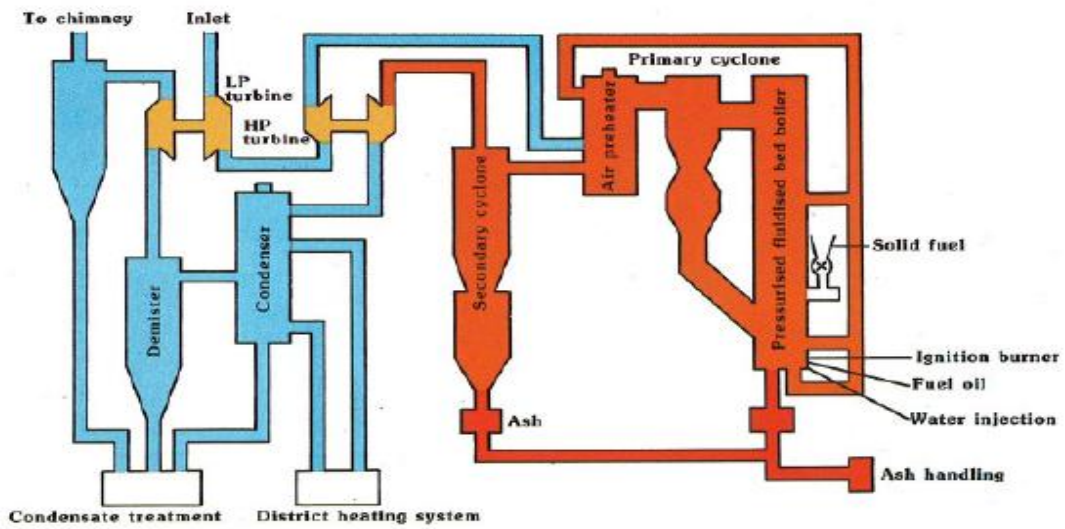 To chimney
Inlet
Primary cyclone
LP
turbine
HP
turbine
Air preheater
Pressurised fluidised bed boiler
Solid fuel
Secondary cyclone
Condenser
Demister
Ignition burner
Fuel oil
Water injection
Ash
Ash handling
Condensate treatment
District heating system